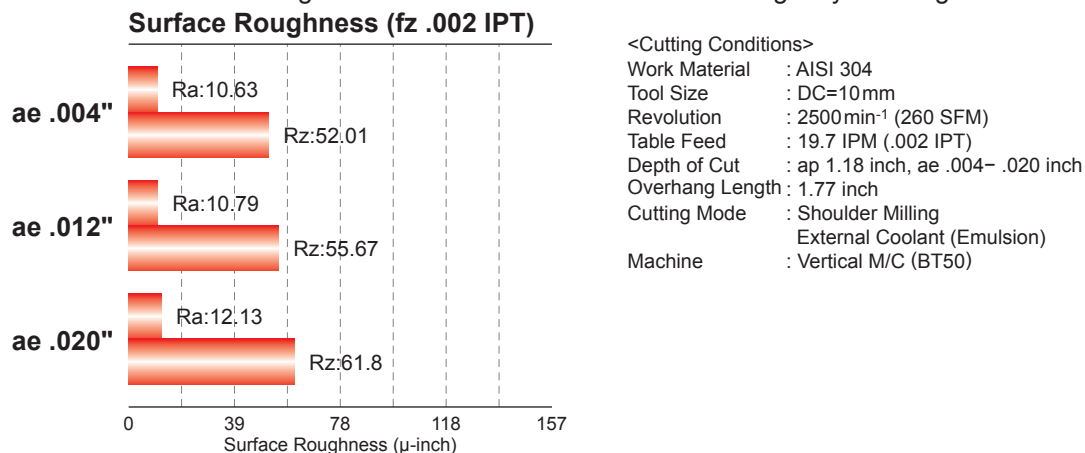 Surface Roughness (fz .002 IPT)
ae .004"
Ra:10.63
Rz:52.01
ae .012"
Ra:10.79
Rz:55.67
ae .020"
Ra:12.13
Rz:61.8
0 39 78 118 157
Surface Roughness (µ-inch)
<Cutting Conditions>
Work Material : AISI 304
Tool Size : DC=10mm
Revolution : 2500min-1 (260 SFM)
Table Feed : 19.7 IPM (.002 IPT)
Depth of Cut : ap 1.18 inch, ae .004− .020 inch
Overhang Length : 1.77 inch
Cutting Mode : Shoulder Milling
External Coolant (Emulsion)
Machine : Vertical M/C (BT50)